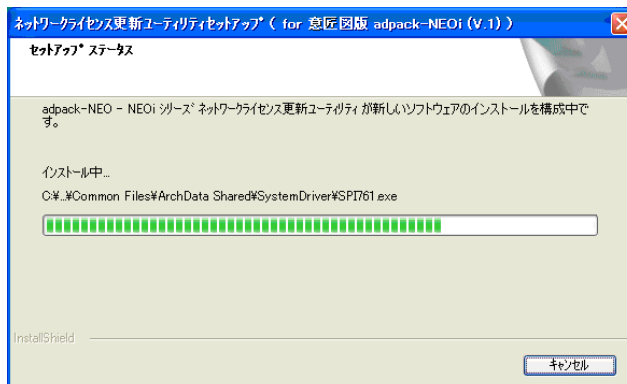 ネットワークライセンス更新ユーティリティセットアップ ( for 意匠図版 adpack-NEOi (V.1) )
セットアップ ステータス
adpack-NEO - NEOi シリーズ ネットワークライセンス更新ユーティリティ が新しいソフトウェアのインストールを構成中で
す。
インストール中...
C:¥..¥Common Files¥ArchData Shared¥SystemDriver¥SPI761.exe
InstallShield
キャンセル